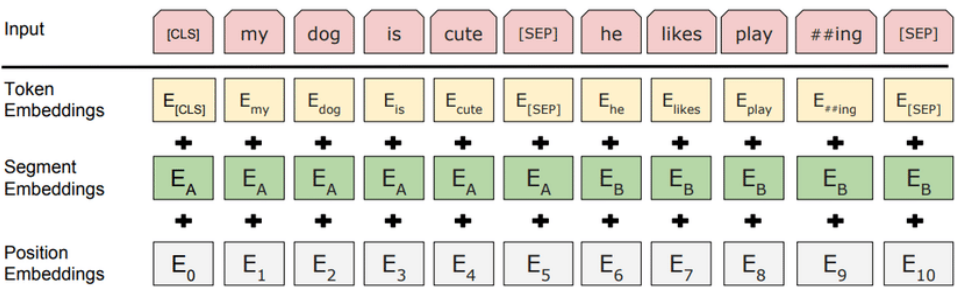 Input [CLS] my dog is cute [SEP] he likes play ##ing [SEP]
Token
Embeddings E[CLS] Emy Edog Eis Ecute E[SEP] Ehe Elikes Eplay E##ing E[SEP]
+ + + + + + + + + + +
Segment
Embeddings EA EA EA EA EA EA EB EB EB EB EB
+ + + + + + + + + + +
Position
Embeddings E0 E1 E2 E3 E4 E5 E6 E7 E8 E9 E10